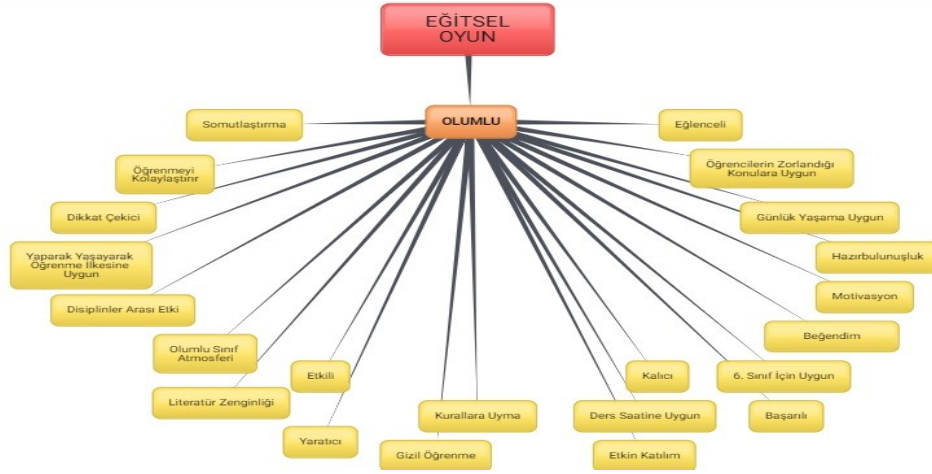 EĞİTSEL
OYUN
OLUMLU
Somutlaştırma
Eğlenceli
Öğrenmeyi
Kolaylaştırır
Öğrencilerin Zorlandığı
Konulara Uygun
Dikkat Çekici
Günlük Yaşama Uygun
Yaparak Yaşayarak
Öğrenme İlkesine
Uygun
Hazırbulunuşluk
Disiplinler Arası Etki
Motivasyon
Beğendim
Olumlu Sınıf
Atmosferi
Etkili
Kalıcı
6. Sınıf İçin Uygun
Literatür Zenginliği
Kurallara Uyma
Ders Saatine Uygun
Başarılı
Yaratıcı
Gizil Öğrenme
Etkin Katılım